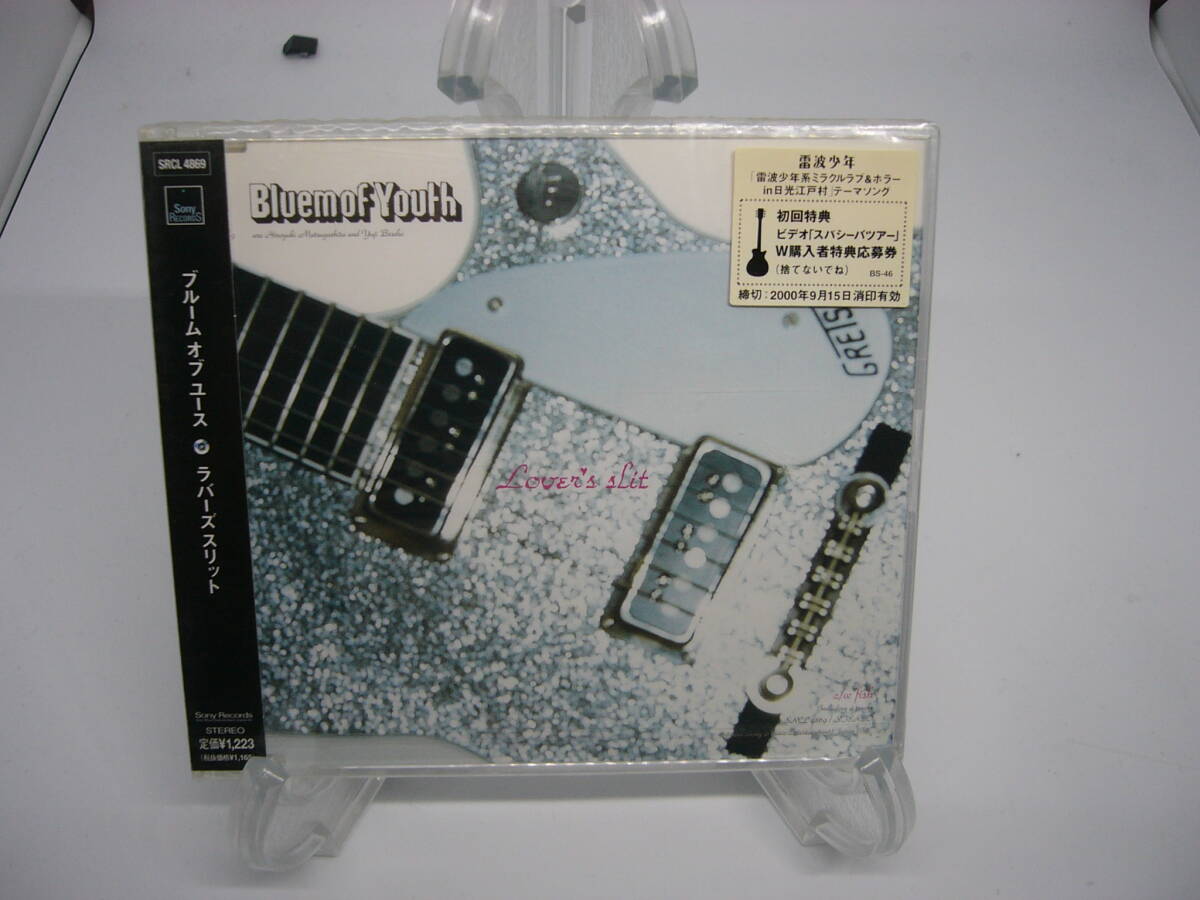 SRCL 4869
Sony
RECORDS
ブルーム オブ ユース
ラバーズ スリット
Sony Records
STEREO
定価¥1,223
Bluem of Youth
雷波少年
「雷波少年系ミラクルラブ&ホラー
in日光江戸村」テーマソング
初回特典
ビデオ「スパシーバツアー」
W購入者特典応募券
(捨てないでね)
BS-46
締切:2000年9月15日消印有効
Lover's slit